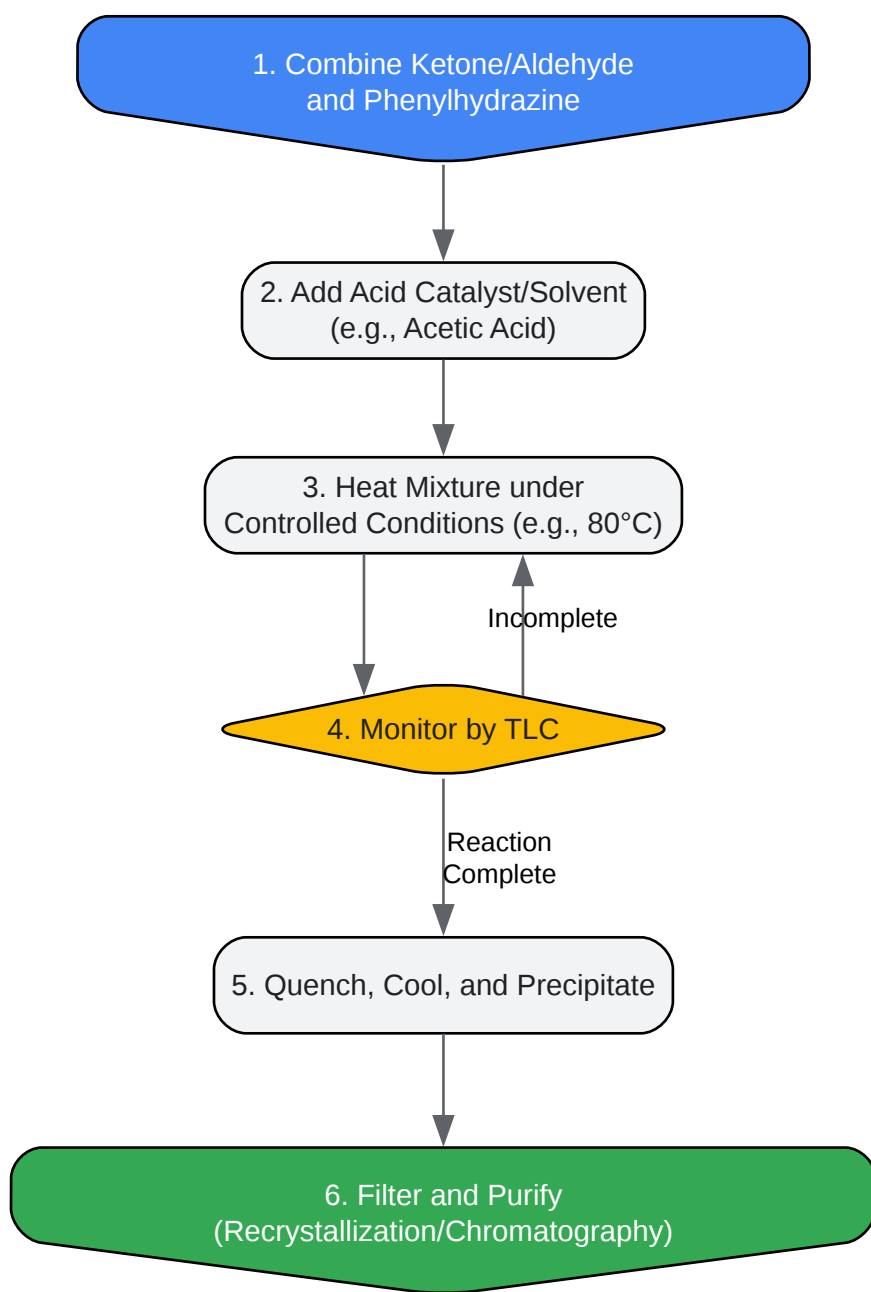 1. Combine Ketone/Aldehyde
and Phenylhydrazine
2. Add Acid Catalyst/Solvent
(e.g., Acetic Acid)
3. Heat Mixture under
Controlled Conditions (e.g., 80°C)
Incomplete
4. Monitor by TLC
Reaction
Complete
5. Quench, Cool, and Precipitate
6. Filter and Purify
(Recrystallization/Chromatography)